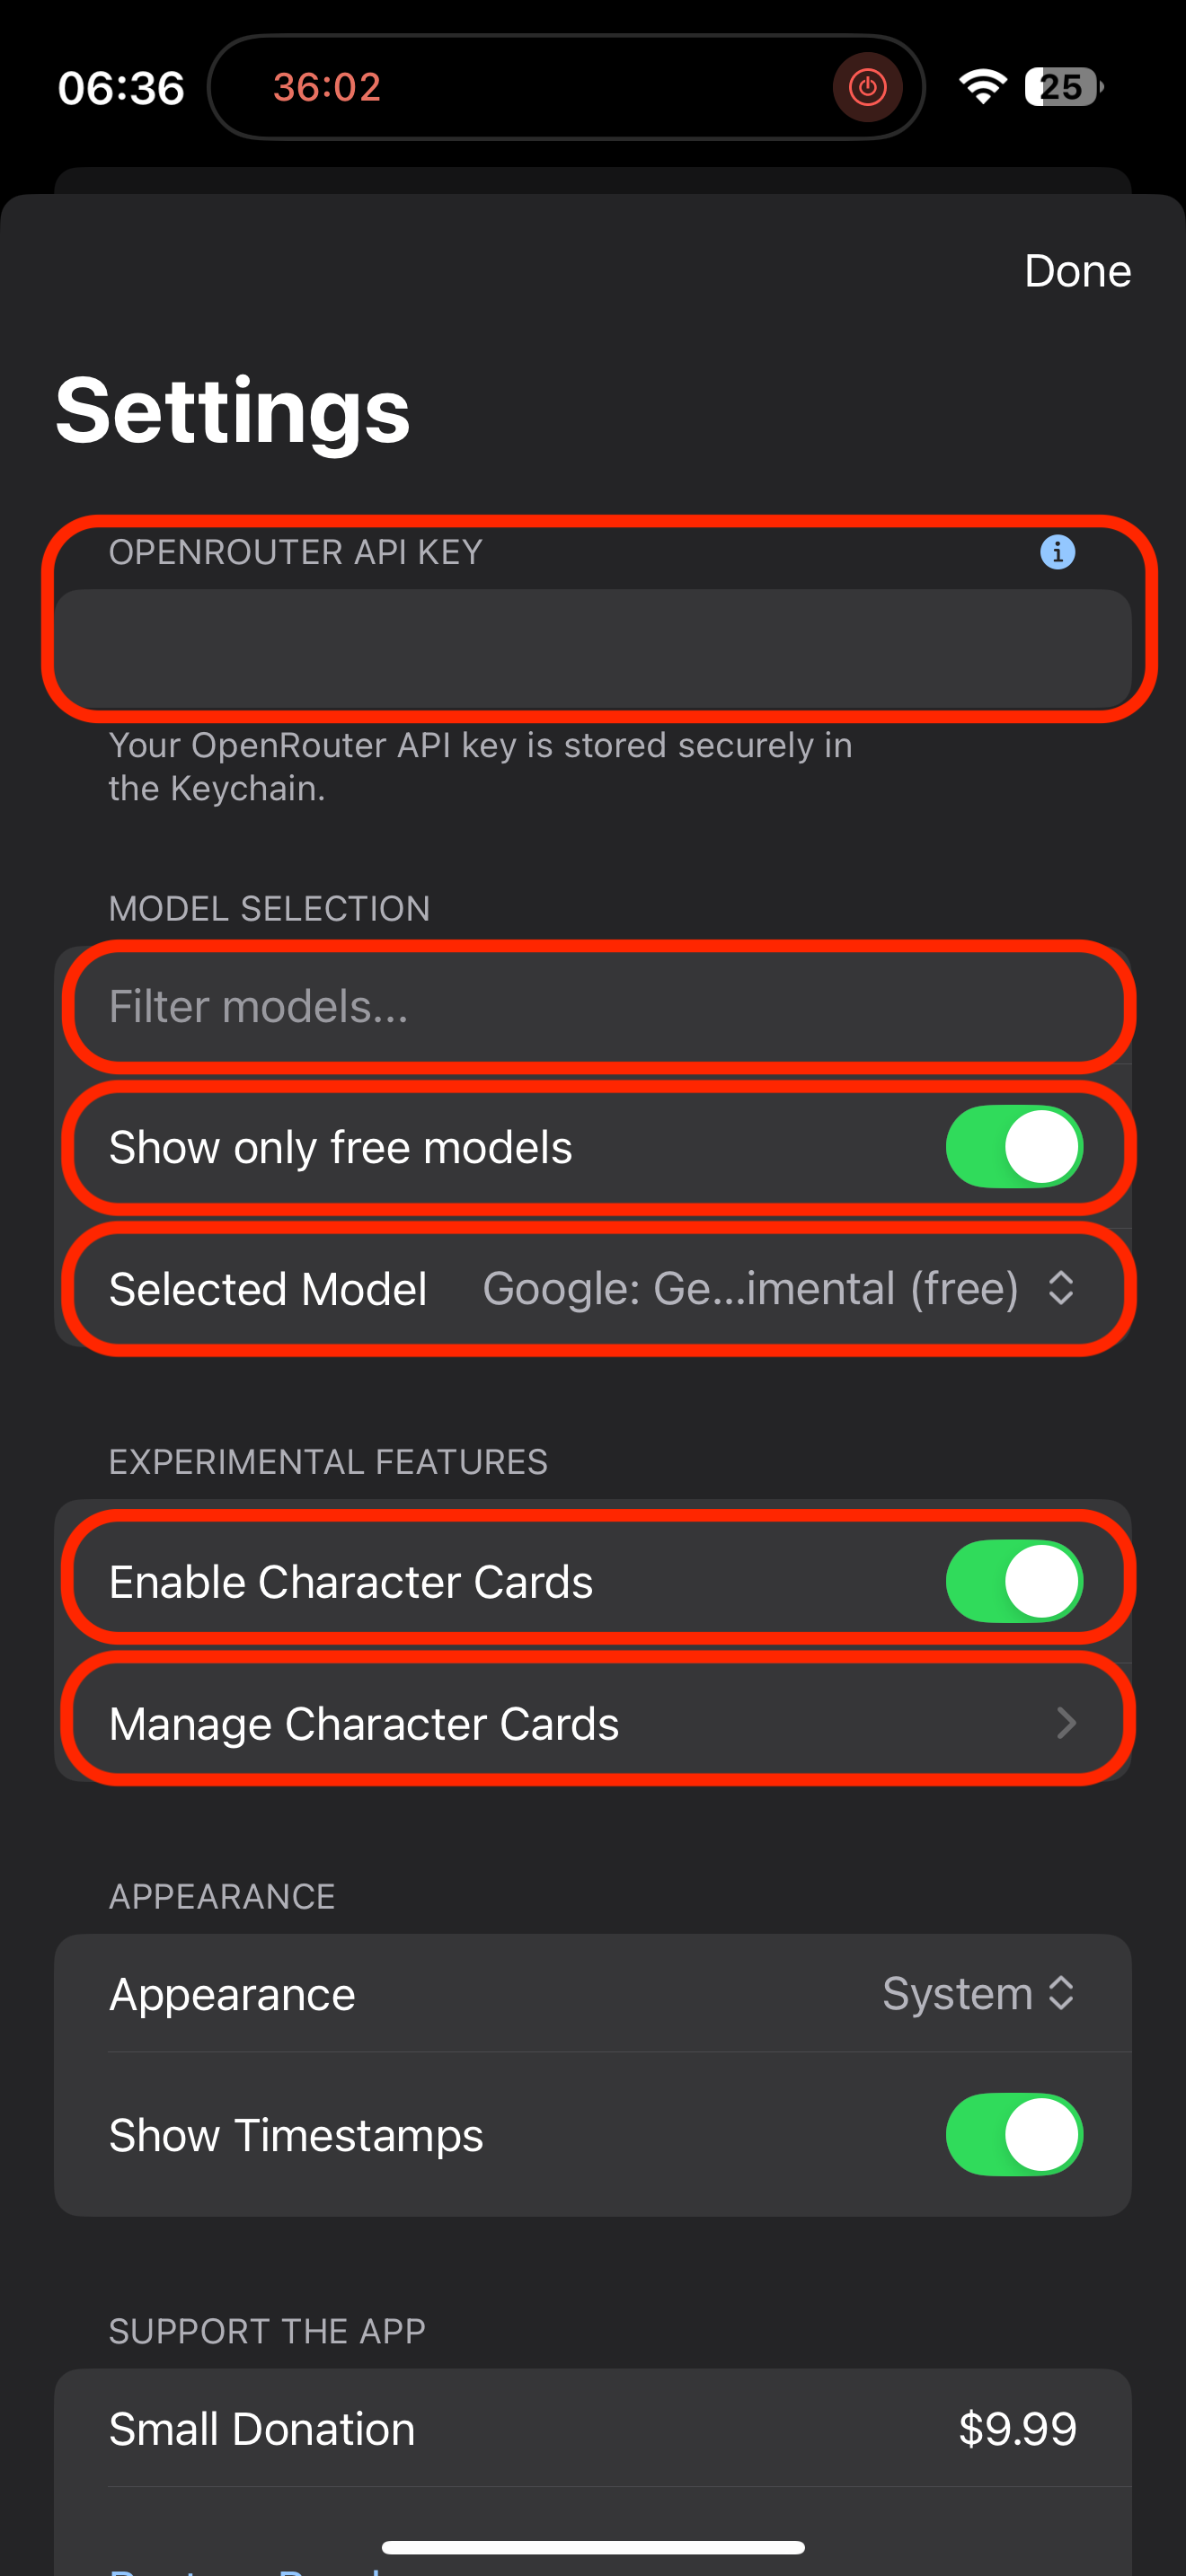 06:36
36:02
25
Done
Settings
OPENROUTER API KEY
Your OpenRouter API key is stored securely in
the Keychain.
MODEL SELECTION
Filter models...
Show only free models
Selected Model Google: Ge...imental (free)
EXPERIMENTAL FEATURES
Enable Character Cards
Manage Character Cards
APPEARANCE
Appearance System
Show Timestamps
SUPPORT THE APP
Small Donation $9.99